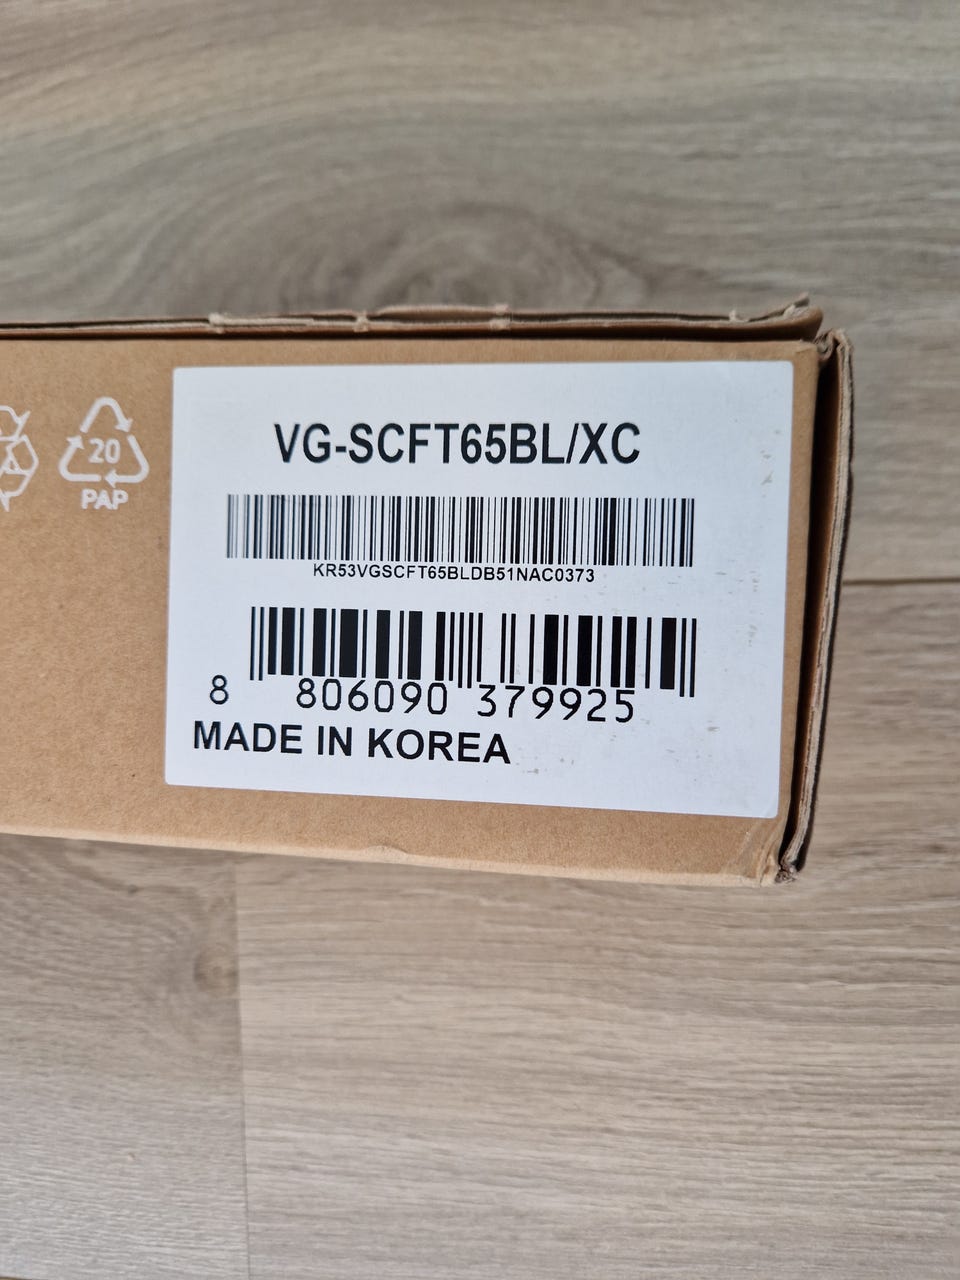 VG-SCFT65BL/XC
KR53VGSCFT65BLDB51NAC0373
8 806090 379925
MADE IN KOREA
20
PAP